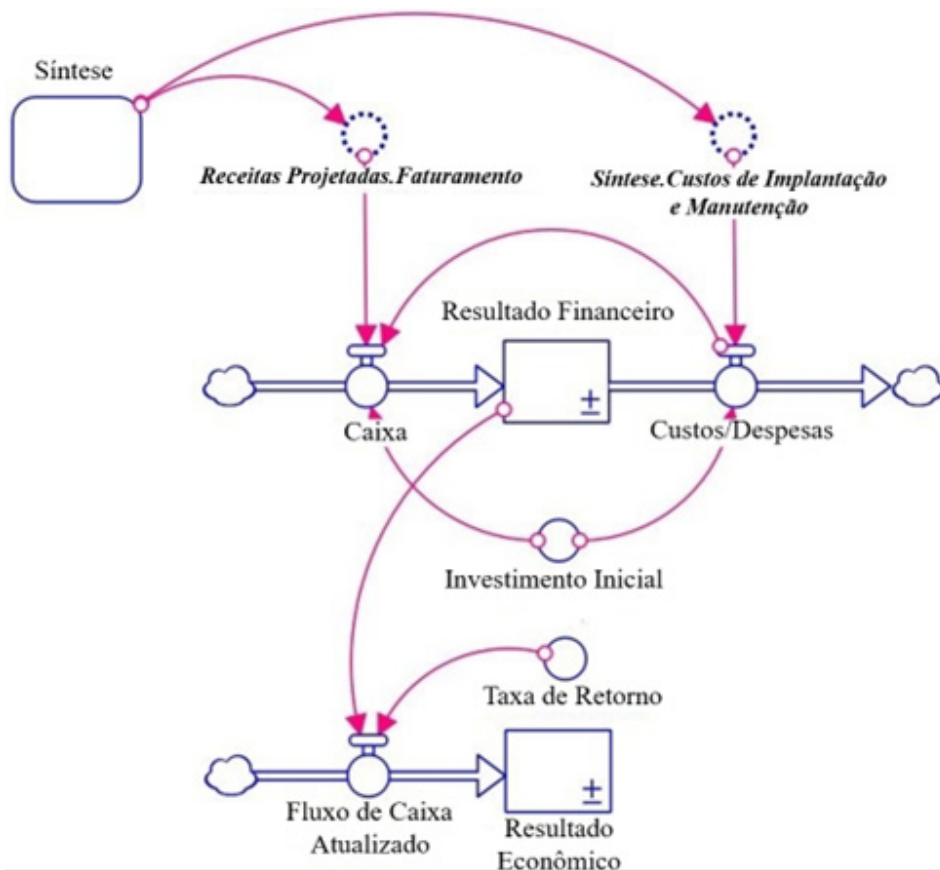 Síntese
Receitas Projetadas.Faturamento
Síntese.Custos de Implantação
e Manutenção
Resultado Financeiro
Caixa
Custos/Despesas
Investimento Inicial
Taxa de Retorno
Fluxo de Caixa
Atualizado
Resultado
Econômico